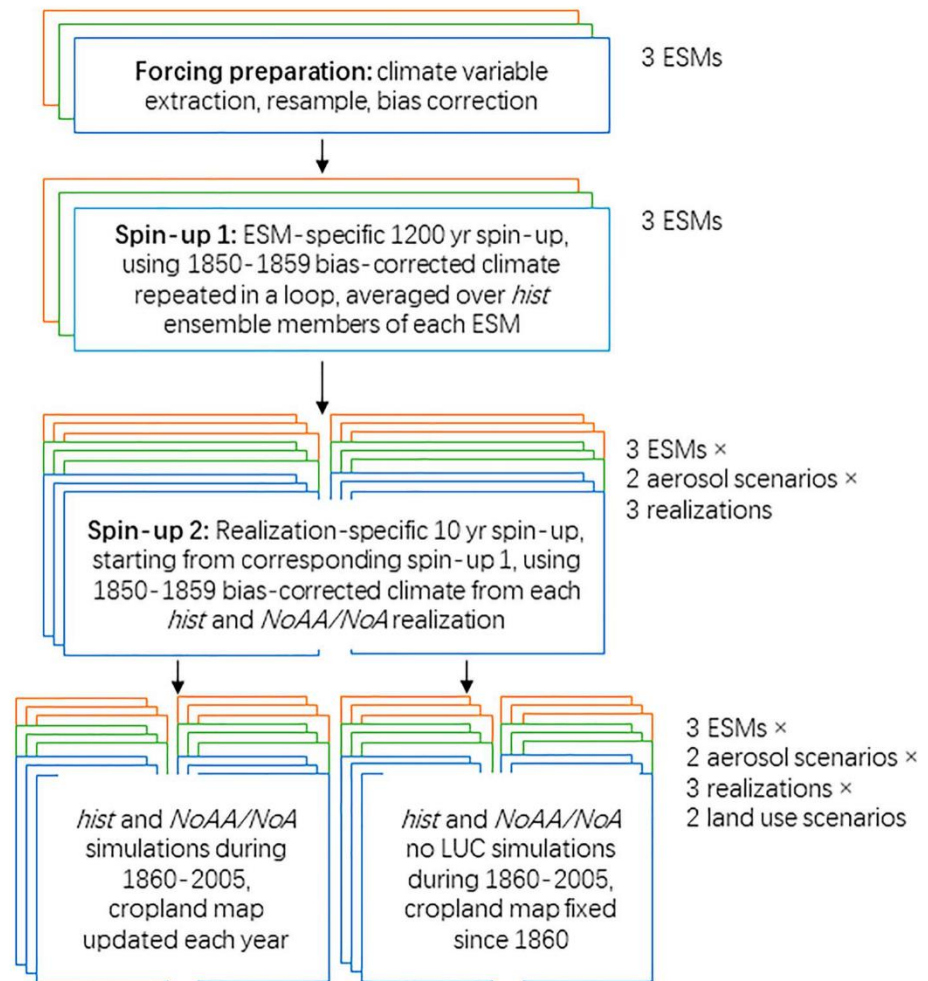 Forcing preparation: climate variable
extraction, resample, bias correction
3 ESMs
Spin-up 1: ESM-specific 1200 yr spin-up,
using 1850-1859 bias-corrected climate
repeated in a loop, averaged over hist
ensemble members of each ESM
3 ESMs
Spin-up 2: Realization-specific 10 yr spin-up,
starting from corresponding spin-up 1, using
1850-1859 bias-corrected climate from each
hist and NoAA/NoA realization
3 ESMs ×
2 aerosol scenarios ×
3 realizations
hist and NoAA/NoA
simulations during
1860-2005,
cropland map
updated each year
hist and NoAA/NoA
no LUC simulations
during 1860-2005,
cropland map fixed
since 1860
3 ESMs ×
2 aerosol scenarios ×
3 realizations ×
2 land use scenarios